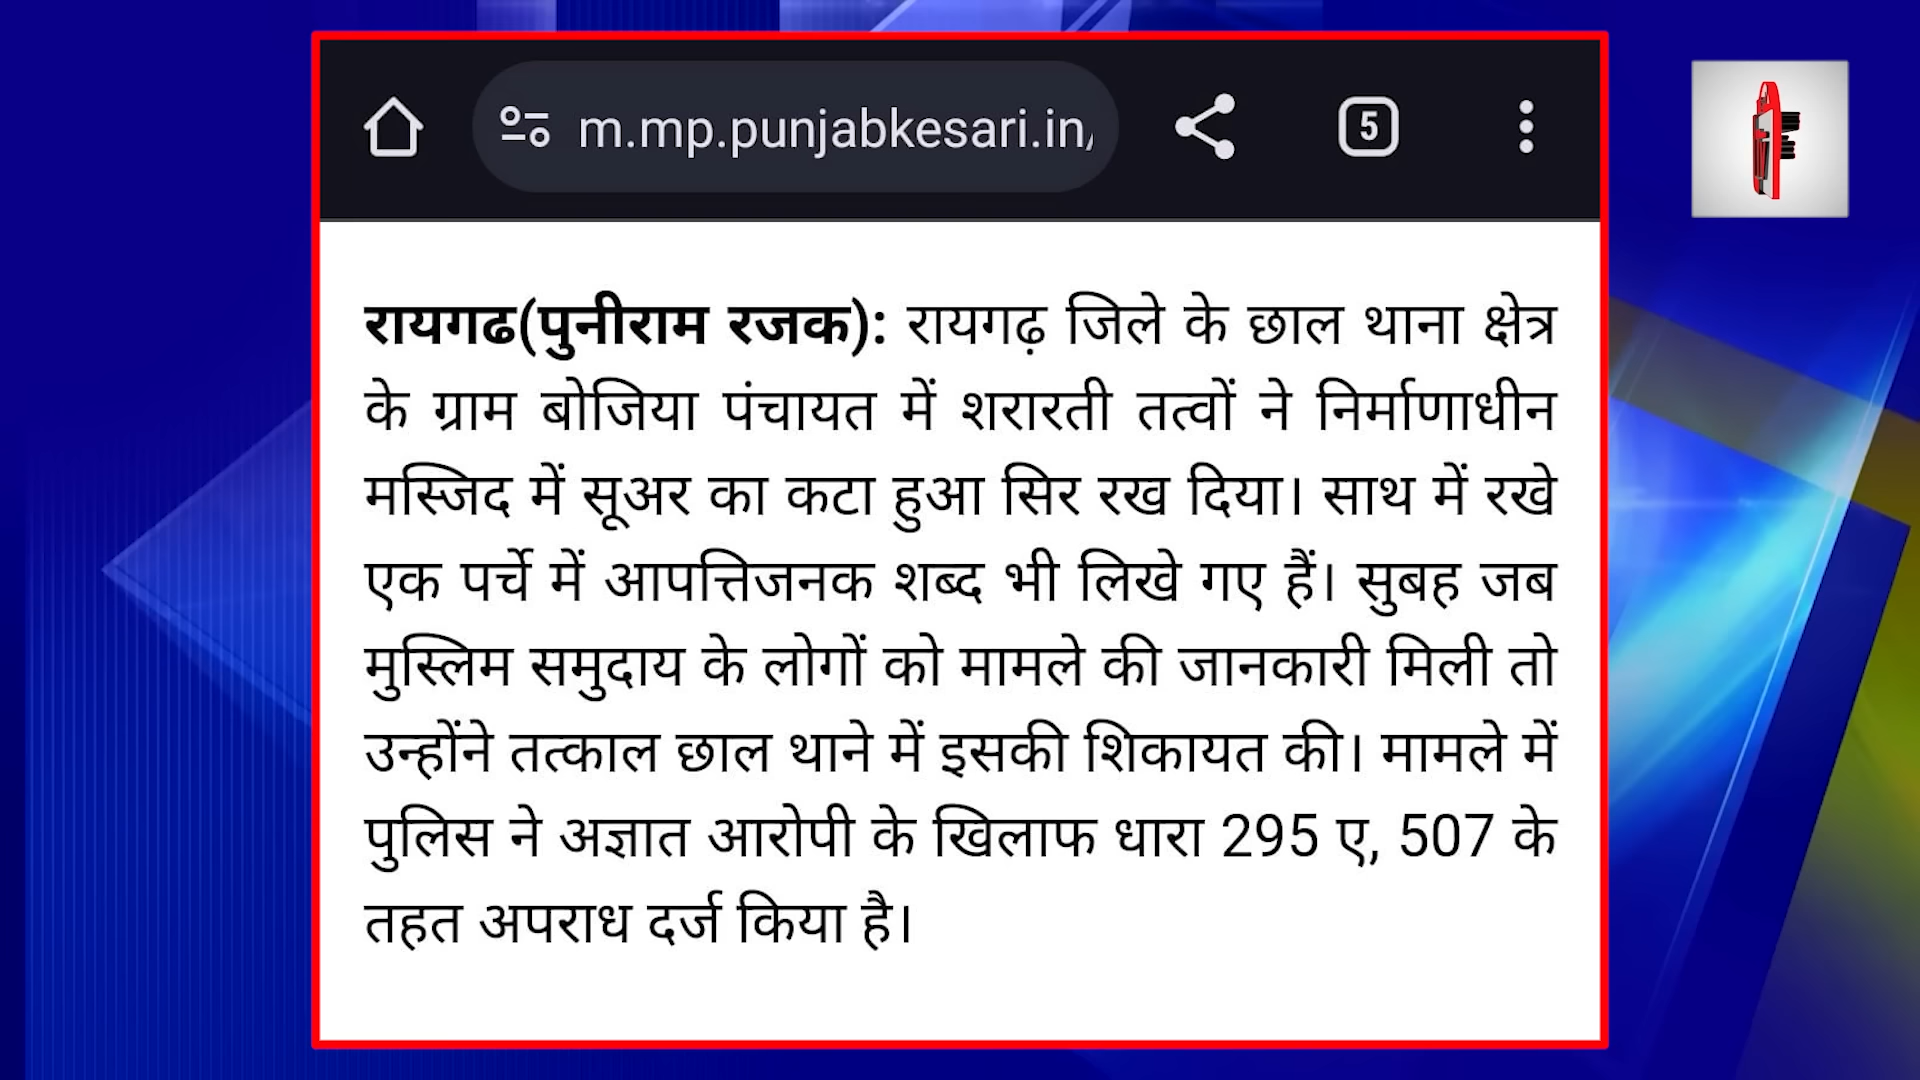 m.mp.punjabkesari.in/
5
रायगढ(पुनीराम रजक): रायगढ़ जिले के छाल थाना क्षेत्र
के ग्राम बोजिया पंचायत में शरारती तत्वों ने निर्माणाधीन
मस्जिद में सूअर का कटा हुआ सिर रख दिया। साथ में रखे
एक पर्चे में आपत्तिजनक शब्द भी लिखे गए हैं। सुबह जब
मुस्लिम समुदाय के लोगों को मामले की जानकारी मिली तो
उन्होंने तत्काल छाल थाने में इसकी शिकायत की। मामले में
पुलिस ने अज्ञात आरोपी के खिलाफ धारा 295 ए, 507 के
तहत अपराध दर्ज किया है।